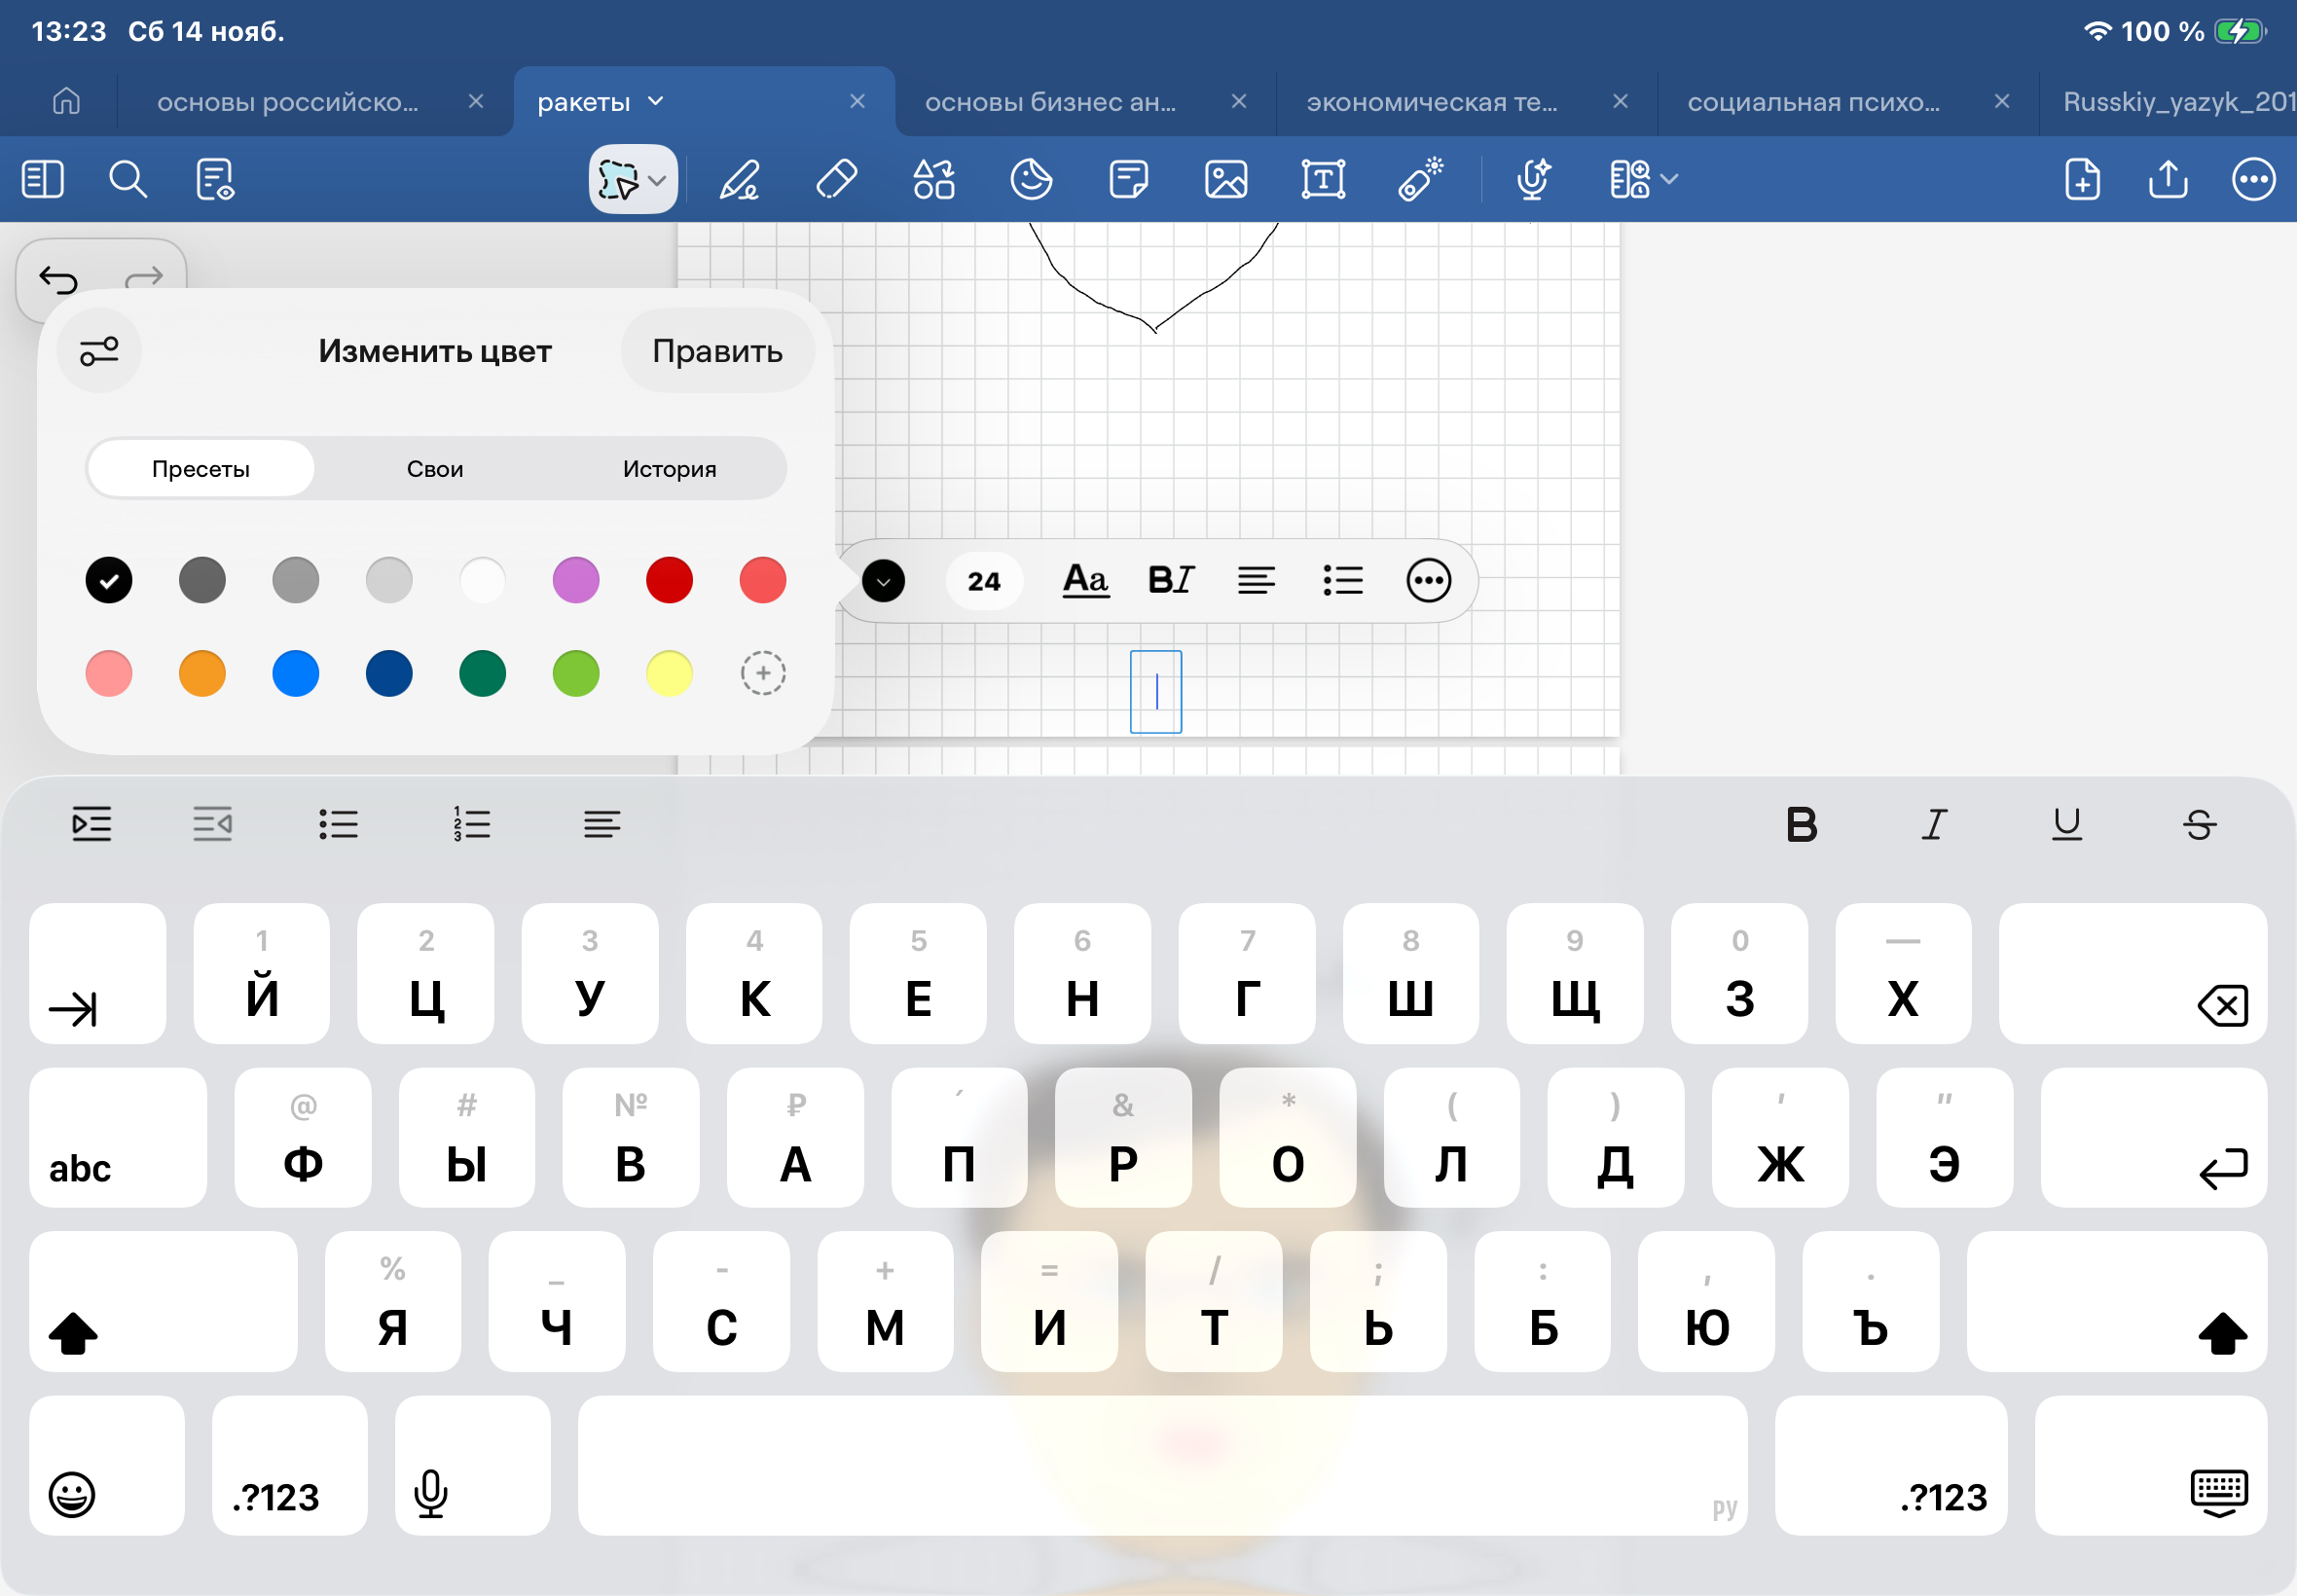 13:23 Сб 14 нояб. 100 %
основы российско... ракеты основы бизнес ан... экономическая те... социальная психо... Russkiy_yazyk_201
Изменить цвет Править
Пресеты Свои История
24 Aa BI
B I U S
1 2 3 4 5 6 7 8 9 0 —
Й Ц У К Е Н Г Ш Щ З Х
@ # № ₽ ´ & * ( ) ' "
abc Ф Ы В А П Р О Л Д Ж Э
% _ - + = / ; : , .
Я Ч С М И Т Ь Б Ю Ъ
.?123 РУ .?123